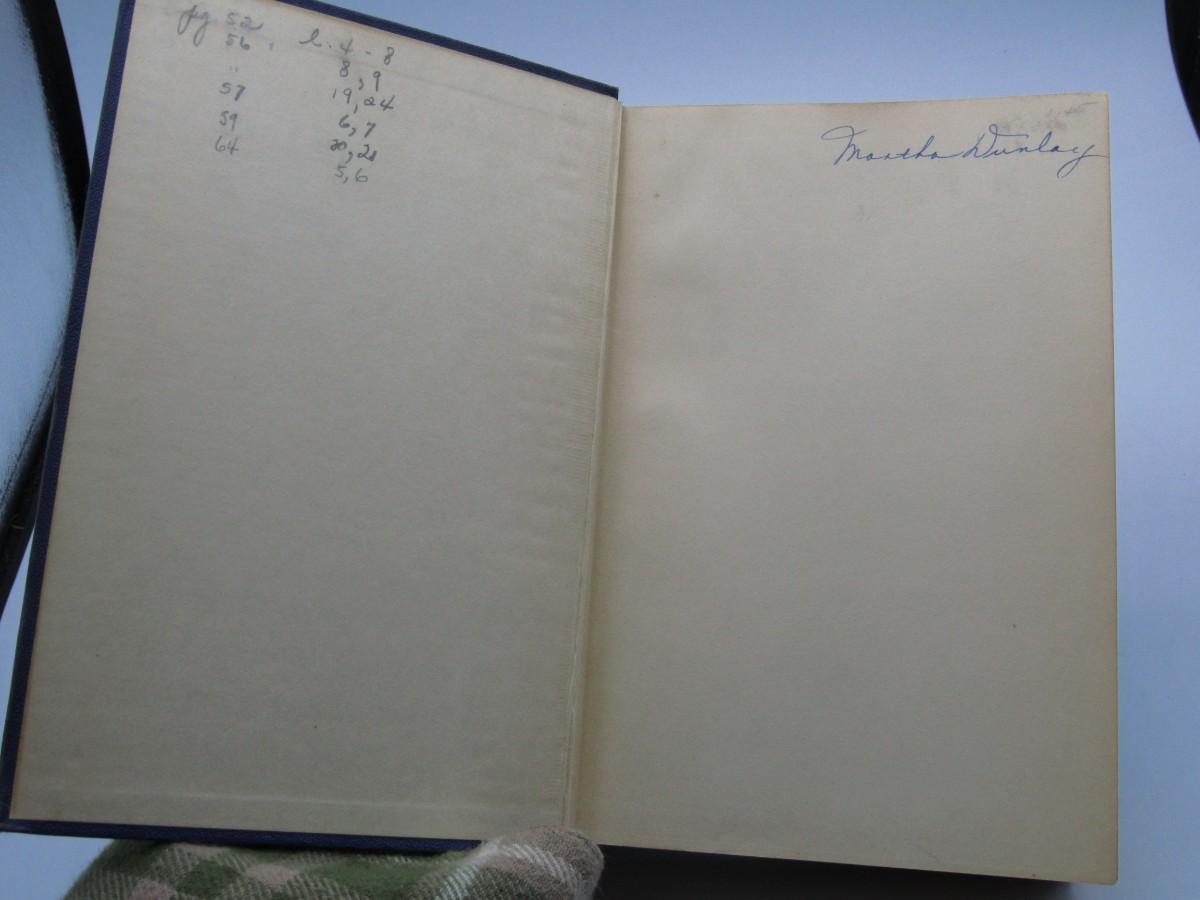 pg 52 l. 4 - 8
56, 8, 9
" 19, 24
57 6, 7
59 20, 21
64 5, 6
Martha Dunlay